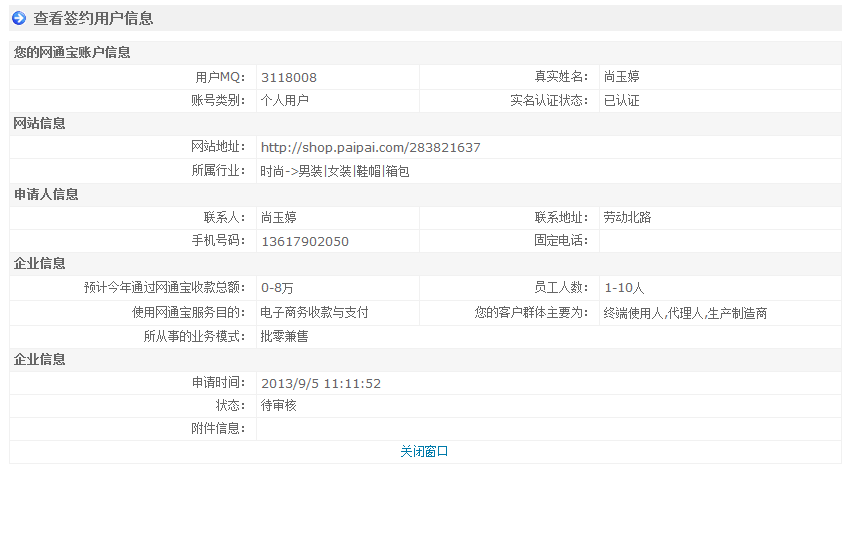 查看签约用户信息
您的网通宝账户信息
用户MQ： 3118008 真实姓名： 尚玉婷
账号类别： 个人用户 实名认证状态： 已认证
网站信息
网站地址： http://shop.paipai.com/283821637
所属行业： 时尚->男装|女装|鞋帽|箱包
申请人信息
联系人： 尚玉婷 联系地址： 劳动北路
手机号码： 13617902050 固定电话：
企业信息
预计今年通过网通宝收款总额： 0-8万 员工人数： 1-10人
使用网通宝服务目的： 电子商务收款与支付 您的客户群体主要为： 终端使用人,代理人,生产制造商
所从事的业务模式： 批零兼售
企业信息
申请时间： 2013/9/5 11:11:52
状态： 待审核
附件信息：
关闭窗口